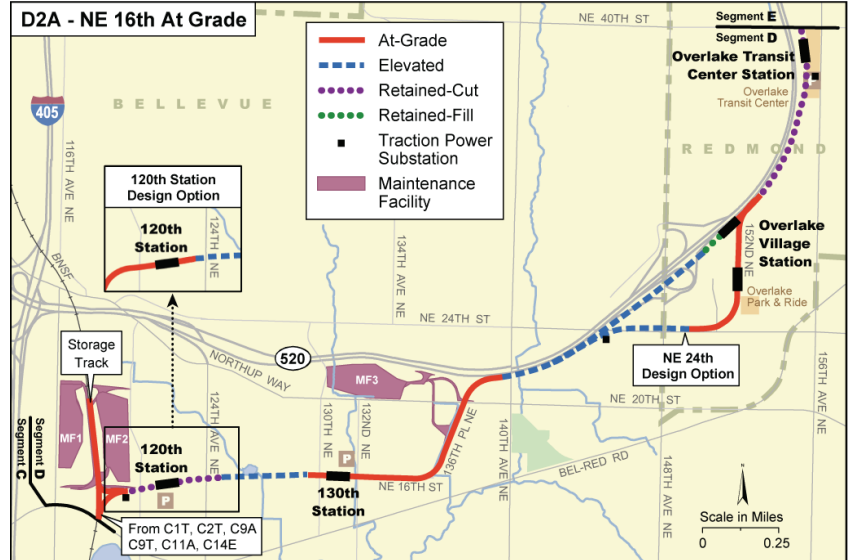 D2A - NE 16th At Grade
NE 40TH ST
Segment E
Segment D
Overlake Transit
Center Station
Overlake
Transit Center
At-Grade
Elevated
Retained-Cut
Retained-Fill
Traction Power
Substation
Maintenance
Facility
BELLEVUE
REDMOND
INTERSTATE
405
116TH AVE NE
120th Station
Design Option
120th
Station
124TH
NE
134TH
AVE NE
BNSF
Overlake
Village
Station
152ND NE
Overlake
Park & Ride
NE 24TH ST
NE 24th
Design Option
Storage
Track
NORTHUP WAY
520
156TH AVE NE
MF3
NE 20TH ST
MF1
MF2
124TH AVE NE
130TH NE
132ND NE
136TH PL NE
140TH AVE NE
148TH AVE NE
BEL-RED RD
Segment D
Segment C
120th
Station
P
P
130th
Station
NE 16TH ST
From C1T, C2T, C9A
C9T, C11A, C14E
N
Scale in Miles
0
0.25